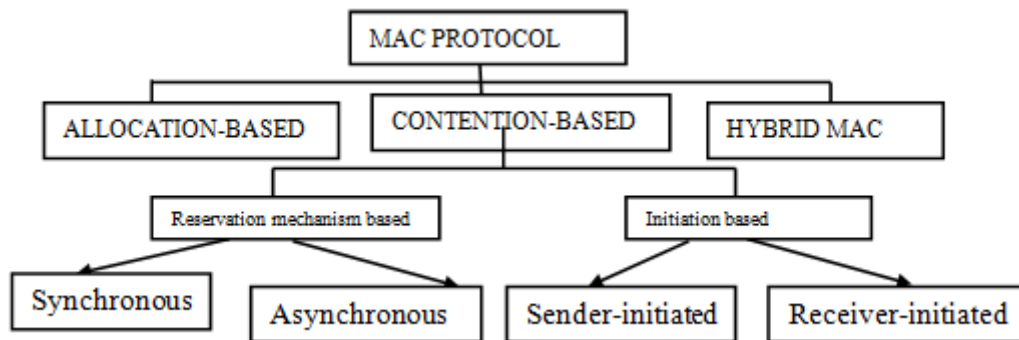 MAC PROTOCOL
ALLOCATION-BASED
CONTENTION-BASED
HYBRID MAC
Reservation mechanism based
Initiation based
Synchronous
Asynchronous
Sender-initiated
Receiver-initiated